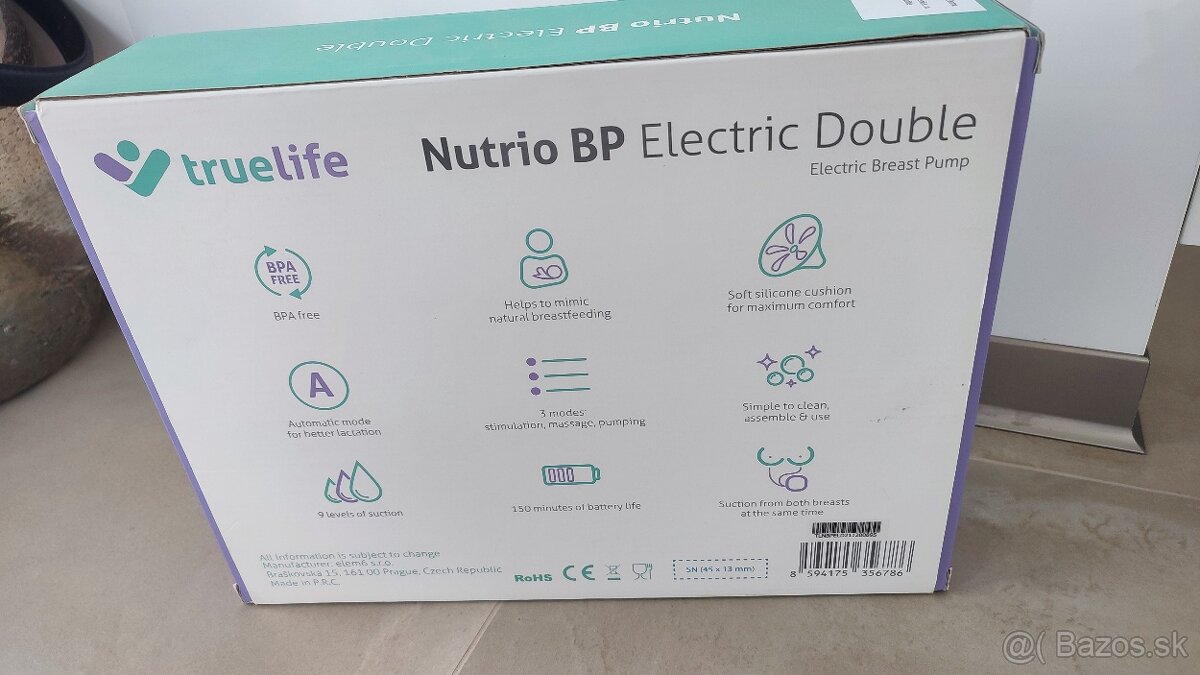 Nutrio BP Electric Double
truelife
Nutrio BP Electric Double
Electric Breast Pump
BPA
FREE
BPA free
Helps to mimic
natural breastfeeding
Soft silicone cushion
for maximum comfort
A
Automatic mode
for better lactation
3 modes:
stimulation, massage, pumping
Simple to clean,
assemble & use
9 levels of suction
150 minutes of battery life
Suction from both breasts
at the same time
All information is subject to change
Manufacturer: elem6 s.r.o.
Braškovská 15, 161 00 Prague, Czech Republic
Made in P.R.C.
RoHS CE
SN (45 x 13 mm)
8 594175 356786
@( Bazos.sk